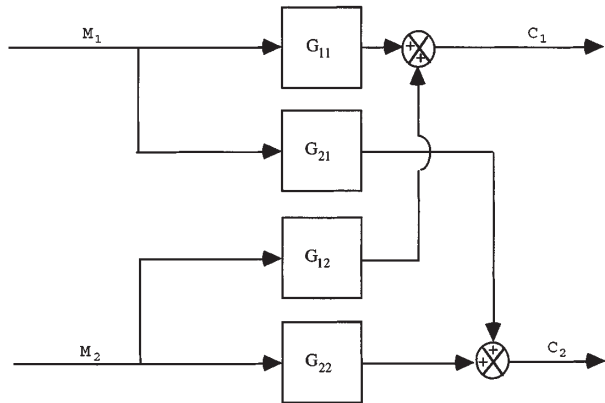 M₁
G₁₁
+
+
C₁
G₂₁
G₁₂
M₂
G₂₂
+
+
C₂